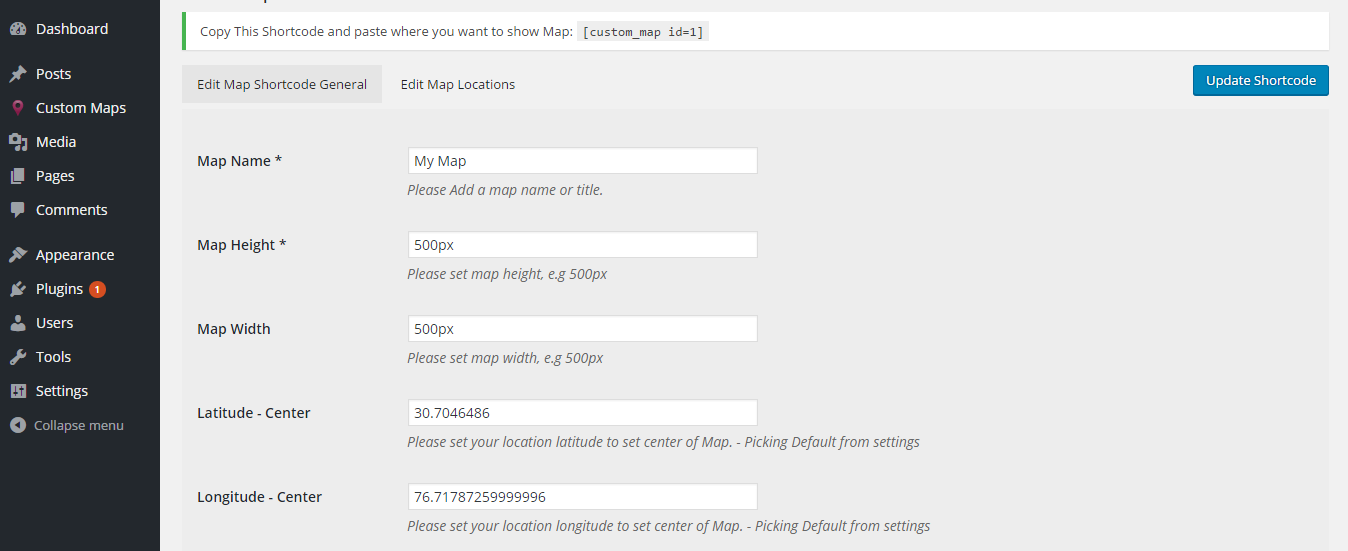 Dashboard
Posts
Custom Maps
Media
Pages
Comments
Appearance
Plugins 1
Users
Tools
Settings
Collapse menu
Copy This Shortcode and paste where you want to show Map: [custom_map id=1]
Edit Map Shortcode General
Edit Map Locations
Update Shortcode
Map Name *
My Map
Please Add a map name or title.
Map Height *
500px
Please set map height, e.g 500px
Map Width
500px
Please set map width, e.g 500px
Latitude - Center
30.7046486
Please set your location latitude to set center of Map. - Picking Default from settings
Longitude - Center
76.71787259999996
Please set your location longitude to set center of Map. - Picking Default from settings